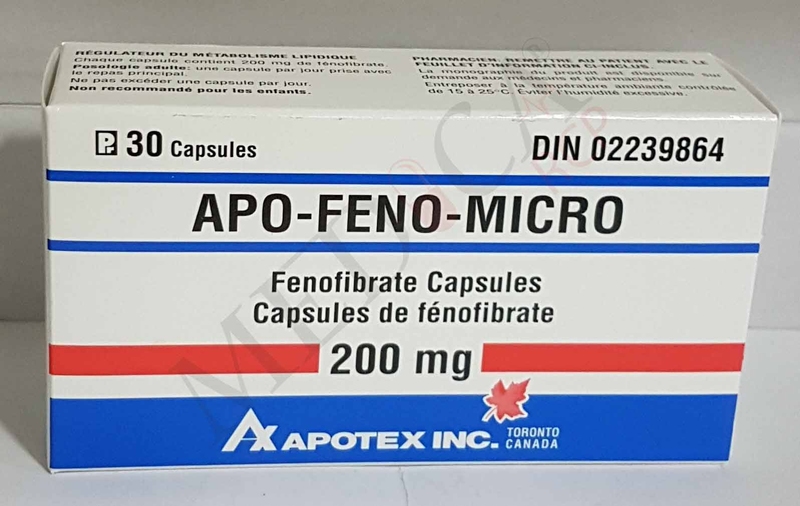 RÉGULATEUR DU MÉTABOLISME LIPIDIQUE
Chaque capsule contient 200 mg de fénofibrate.
Posologie adulte: une capsule par jour prise avec
le repas principal.
Ne pas excéder une capsule par jour.
Non recommandé pour les enfants.
PHARMACIEN: REMETTRE AU PATIENT AVEC LE
FEUILLET D'INFORMATION CI-INCLUS.
La monographie du produit est disponible sur
demande aux médecins et pharmaciens.
Entreposer à la température ambiante contrôlée
de 15 à 25°C. Éviter l'humidité excessive.
Pr 30 Capsules
DIN 02239864
APO-FENO-MICRO
Fenofibrate Capsules
Capsules de fénofibrate
200 mg
APOTEX INC.
TORONTO
CANADA
MEDICA
RCP
®